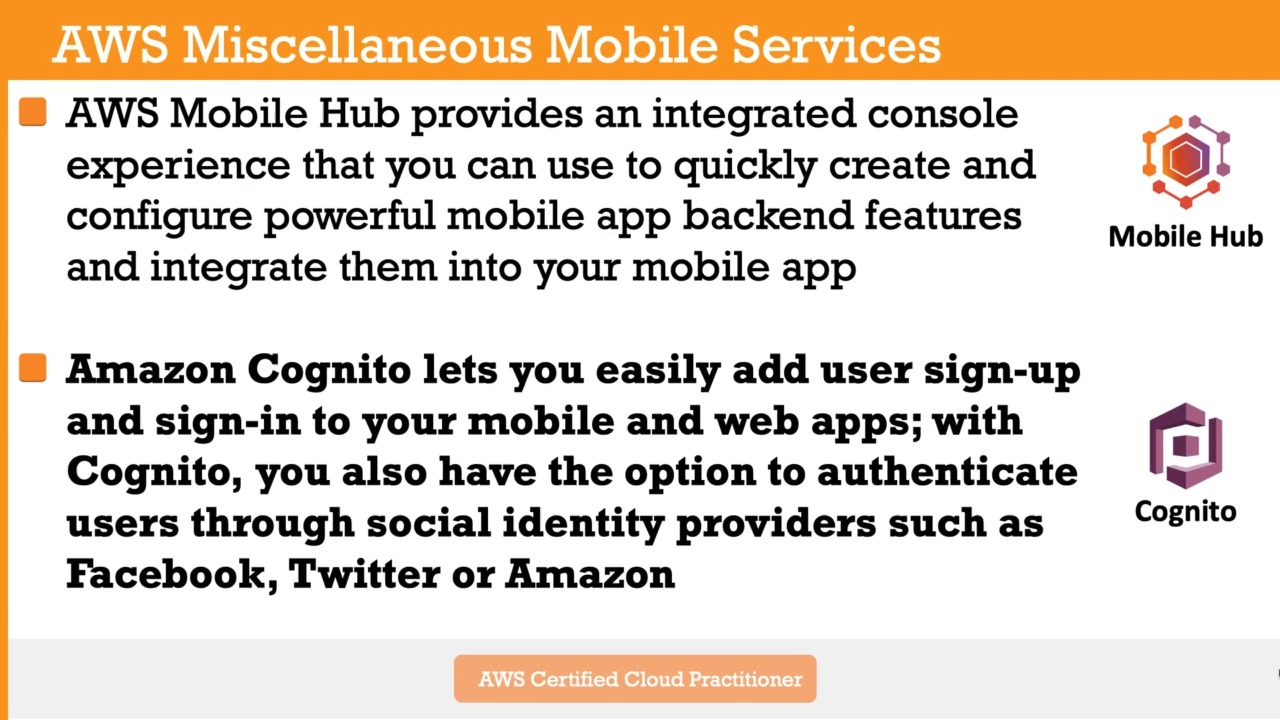 AWS Miscellaneous Mobile Services
AWS Mobile Hub provides an integrated console
experience that you can use to quickly create and
configure powerful mobile app backend features
and integrate them into your mobile app
Mobile Hub
Amazon Cognito lets you easily add user sign-up
and sign-in to your mobile and web apps; with
Cognito, you also have the option to authenticate
users through social identity providers such as
Facebook, Twitter or Amazon
Cognito
AWS Certified Cloud Practitioner